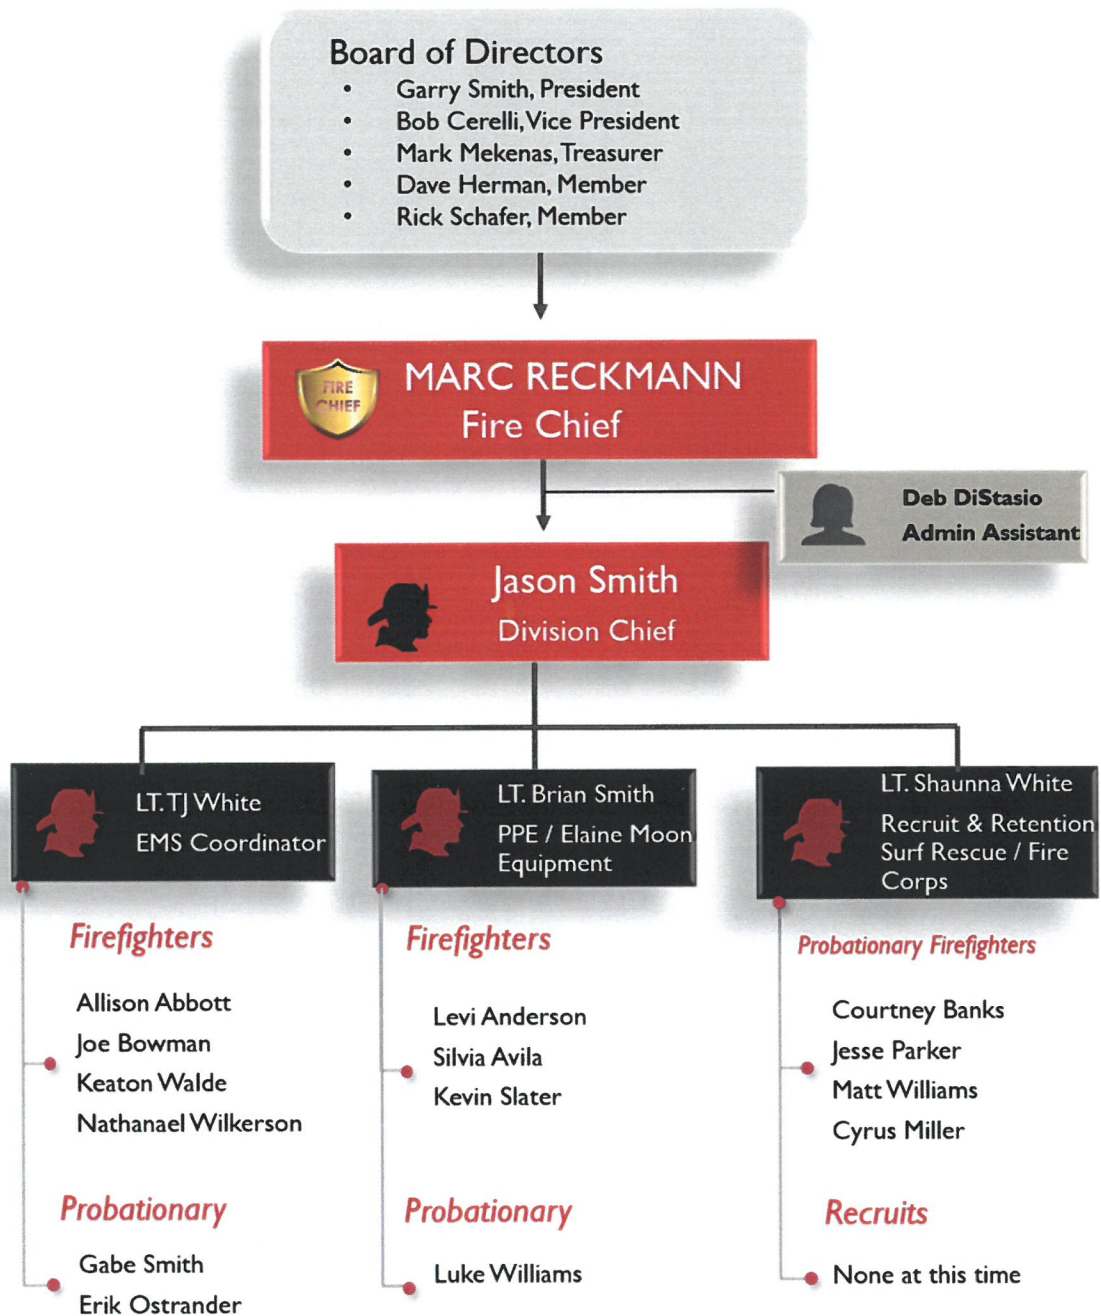 Board of Directors
• Garry Smith, President
• Bob Cerelli, Vice President
• Mark Mekenas, Treasurer
• Dave Herman, Member
• Rick Schafer, Member
FIRE
CHIEF
MARC RECKMANN
Fire Chief
Deb DiStasio
Admin Assistant
Jason Smith
Division Chief
LT. TJ White
EMS Coordinator
Firefighters
Allison Abbott
Joe Bowman
Keaton Walde
Nathanael Wilkerson
Probationary
Gabe Smith
Erik Ostrander
LT. Brian Smith
PPE / Elaine Moon
Equipment
Firefighters
Levi Anderson
Silvia Avila
Kevin Slater
Probationary
Luke Williams
LT. Shaunna White
Recruit & Retention
Surf Rescue / Fire
Corps
Probationary Firefighters
Courtney Banks
Jesse Parker
Matt Williams
Cyrus Miller
Recruits
None at this time